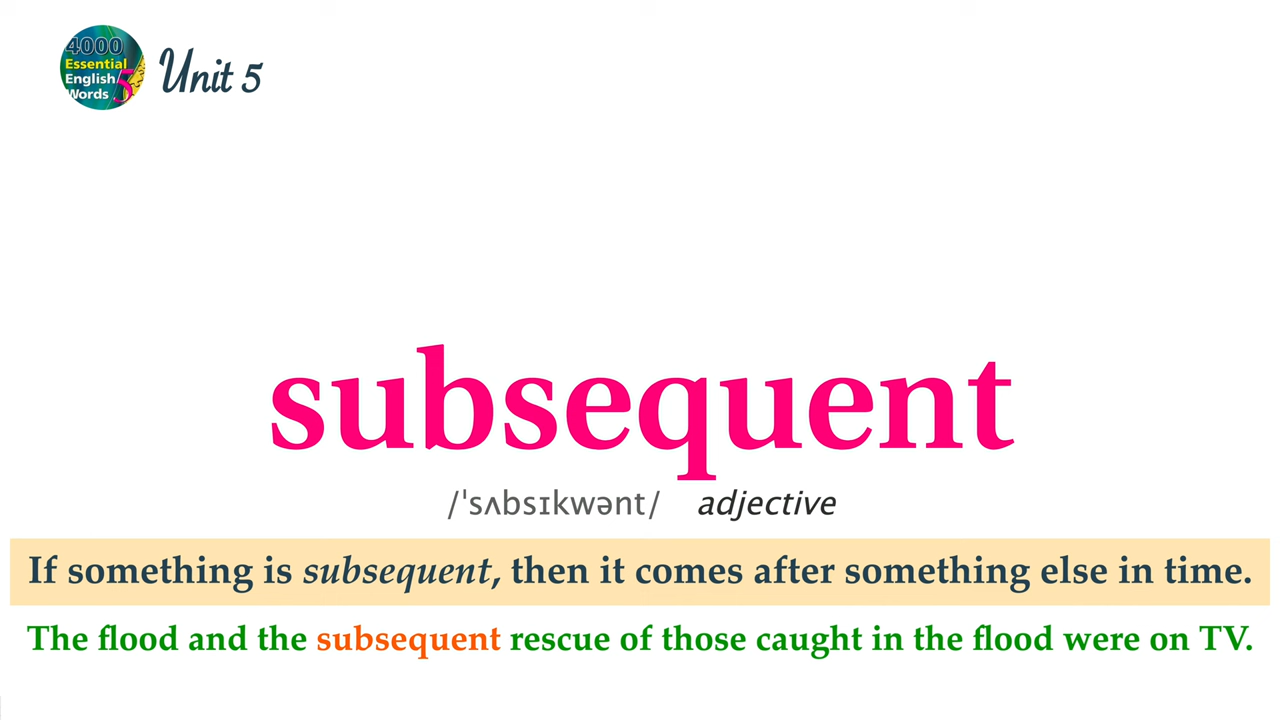 4000
Essential
English
Words 5
Unit 5
subsequent
/ˈsʌbsɪkwənt/ adjective
If something is subsequent, then it comes after something else in time.
The flood and the subsequent rescue of those caught in the flood were on TV.